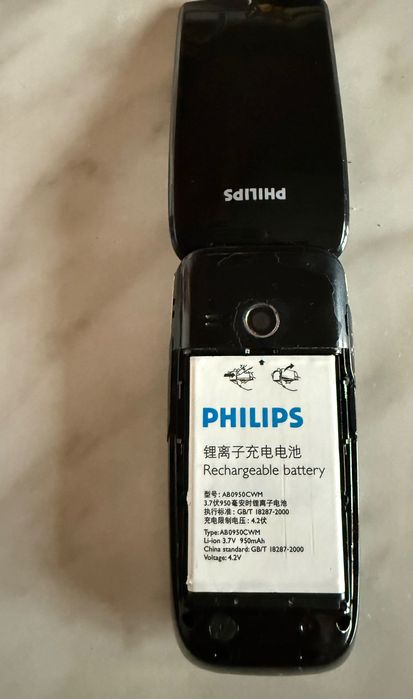 PHILIPS
PHILIPS
锂离子充电电池
Rechargeable battery
型号: AB0950CWM
3.7伏950毫安时锂离子电池
执行标准: GB/T 18287-2000
充电限制电压: 4.2伏
Type: AB0950CWM
Li-ion 3.7V 950mAh
China standard: GB/T 18287-2000
Voltage: 4.2V